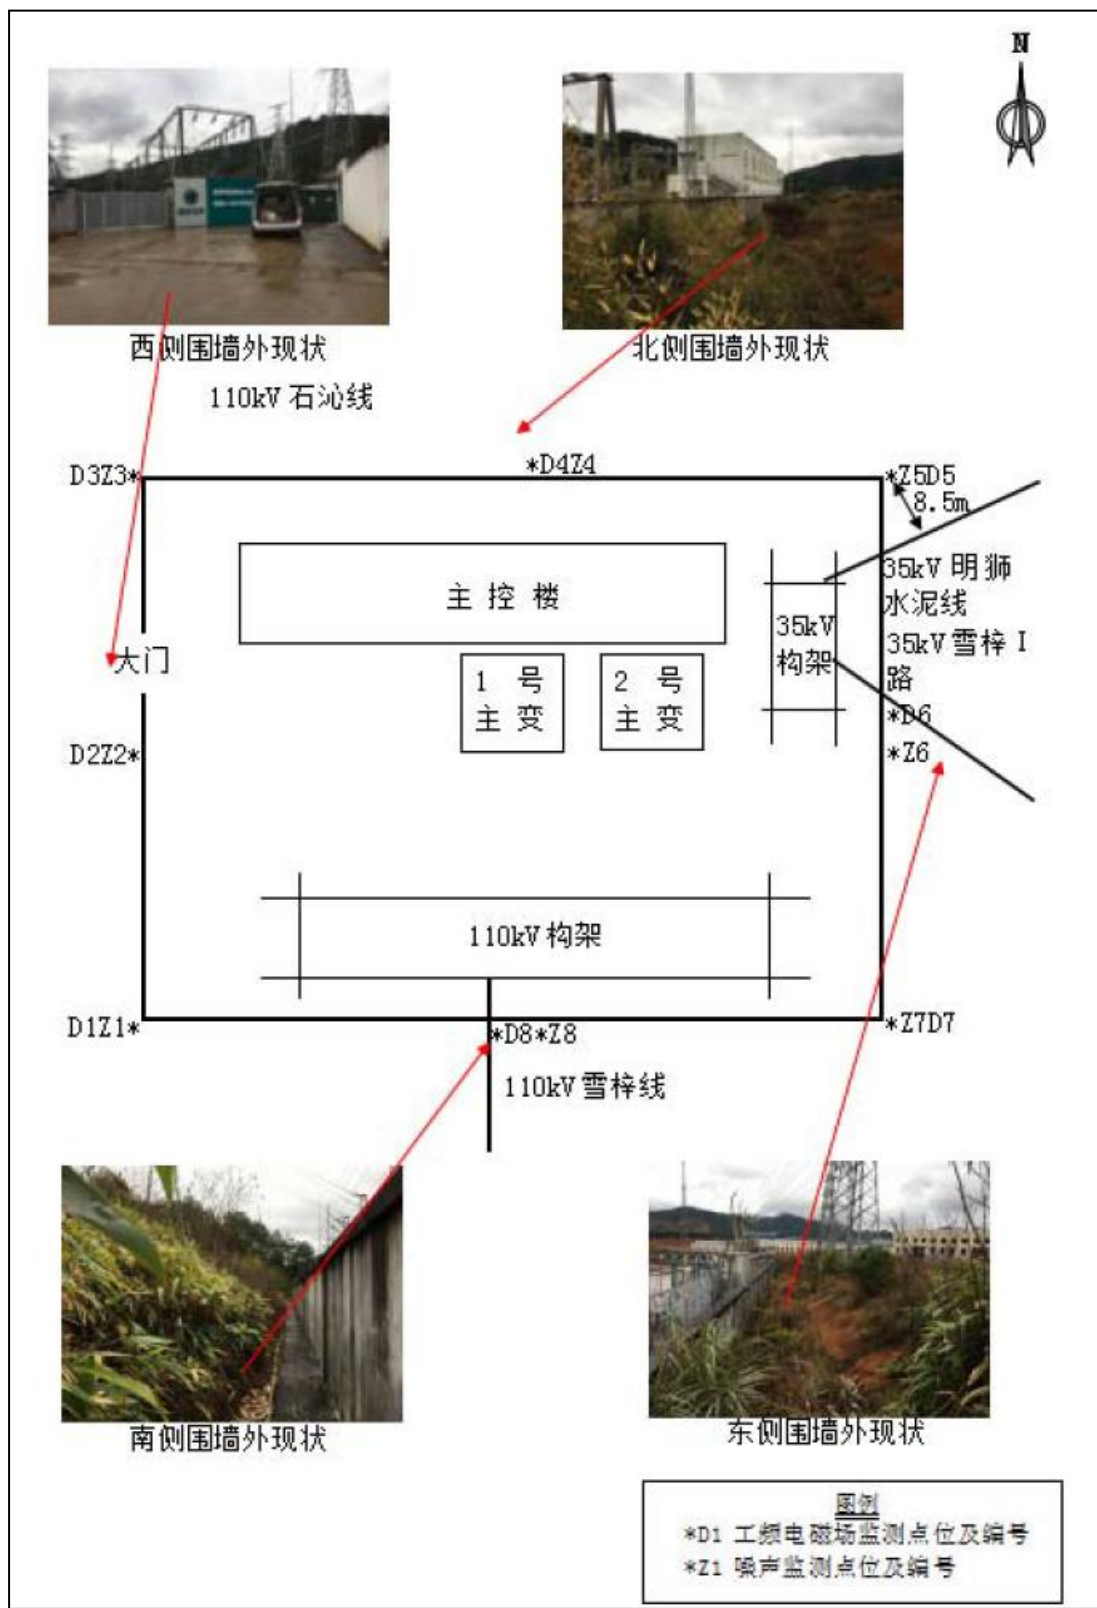 N
西侧围墙外现状
北侧围墙外现状
110kV 石沁线
D3Z3*
*D4Z4
*Z5D5
8.5m
主 控 楼
35kV
构架
35kV 明狮
水泥线
35kV 雪梓 I
路
大门
1 号
主 变
2 号
主 变
*D6
D2Z2*
*Z6
110kV 构架
D1Z1*
*D8*Z8
*Z7D7
110kV 雪梓线
南侧围墙外现状
东侧围墙外现状
图例
*D1 工频电磁场监测点位及编号
*Z1 噪声监测点位及编号